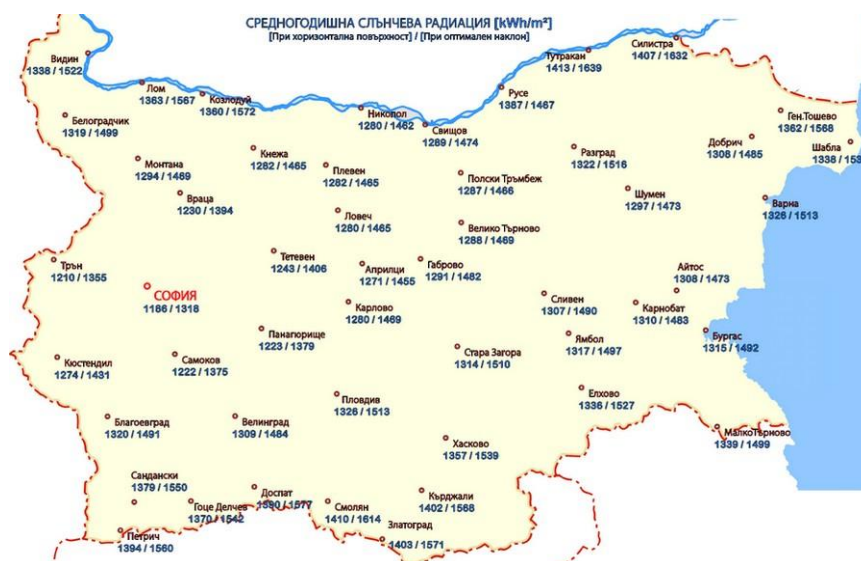 СРЕДНОГОДИШНА СЛЪНЧЕВА РАДИАЦИЯ [kWh/m²]
[При хоризонтална повърхност] / [При оптимален наклон]
Видин
1338 / 1522
Лом
1363 / 1567
Козлодуй
1360 / 1572
Белоградчик
1319 / 1499
Никопол
1280 / 1462
Свищов
1289 / 1474
Русе
1387 / 1467
Тутракан
1413 / 1639
Силистра
1407 / 1632
Ген.Тошево
1362 / 1568
Добрич
1308 / 1485
Шабла
1338 / 153
Монтана
1294 / 1469
Кнежа
1282 / 1465
Плевен
1282 / 1465
Полски Тръмбеж
1287 / 1466
Разград
1322 / 1516
Шумен
1297 / 1473
Варна
1326 / 1513
Враца
1230 / 1394
Ловеч
1280 / 1465
Велико Търново
1288 / 1469
Трън
1210 / 1355
Тетевен
1243 / 1406
Априлци
1271 / 1455
Габрово
1291 / 1482
Айтос
1308 / 1473
СОФИЯ
1166 / 1318
Карлово
1280 / 1469
Сливен
1307 / 1490
Карнобат
1310 / 1483
Панапорище
1223 / 1379
Ямбол
1317 / 1497
Бургас
1315 / 1492
Кюстендил
1274 / 1431
Самоков
1222 / 1375
Стара Загора
1314 / 1510
Пловдив
1326 / 1513
Елхово
1336 / 1527
Благоевград
1320 / 1491
Велинград
1309 / 1484
МалкоТърново
1339 / 1499
Хасково
1357 / 1539
Сандански
1379 / 1550
Гоце Делчев
1370 / 1542
Доспат
1390 / 1577
Смолян
1410 / 1614
Кърджали
1402 / 1568
Петрич
1394 / 1560
Златоград
1403 / 1571